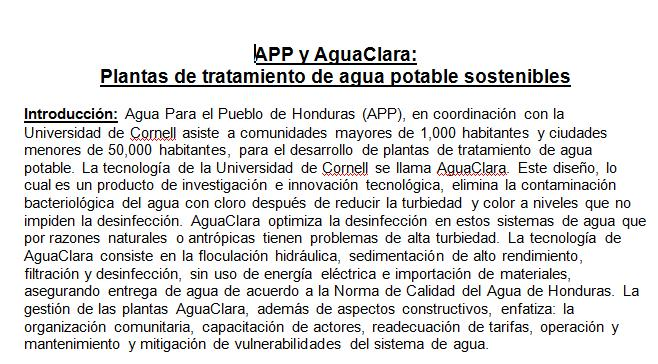 APP y AguaClara:
Plantas de tratamiento de agua potable sostenibles
Introducción: Agua Para el Pueblo de Honduras (APP), en coordinación con la
Universidad de Cornell asiste a comunidades mayores de 1,000 habitantes y ciudades
menores de 50,000 habitantes, para el desarrollo de plantas de tratamiento de agua
potable. La tecnología de la Universidad de Cornell se llama AguaClara. Este diseño, lo
cual es un producto de investigación e innovación tecnológica, elimina la contaminación
bacteriológica del agua con cloro después de reducir la turbiedad y color a niveles que no
impiden la desinfección. AguaClara optimiza la desinfección en estos sistemas de agua que
por razones naturales o antrópicas tienen problemas de alta turbiedad. La tecnología de
AguaClara consiste en la floculación hidráulica, sedimentación de alto rendimiento,
filtración y desinfección, sin uso de energía eléctrica e importación de materiales,
asegurando entrega de agua de acuerdo a la Norma de Calidad del Agua de Honduras. La
gestión de las plantas AguaClara, además de aspectos constructivos, enfatiza: la
organización comunitaria, capacitación de actores, readecuación de tarifas, operación y
mantenimiento y mitigación de vulnerabilidades del sistema de agua.